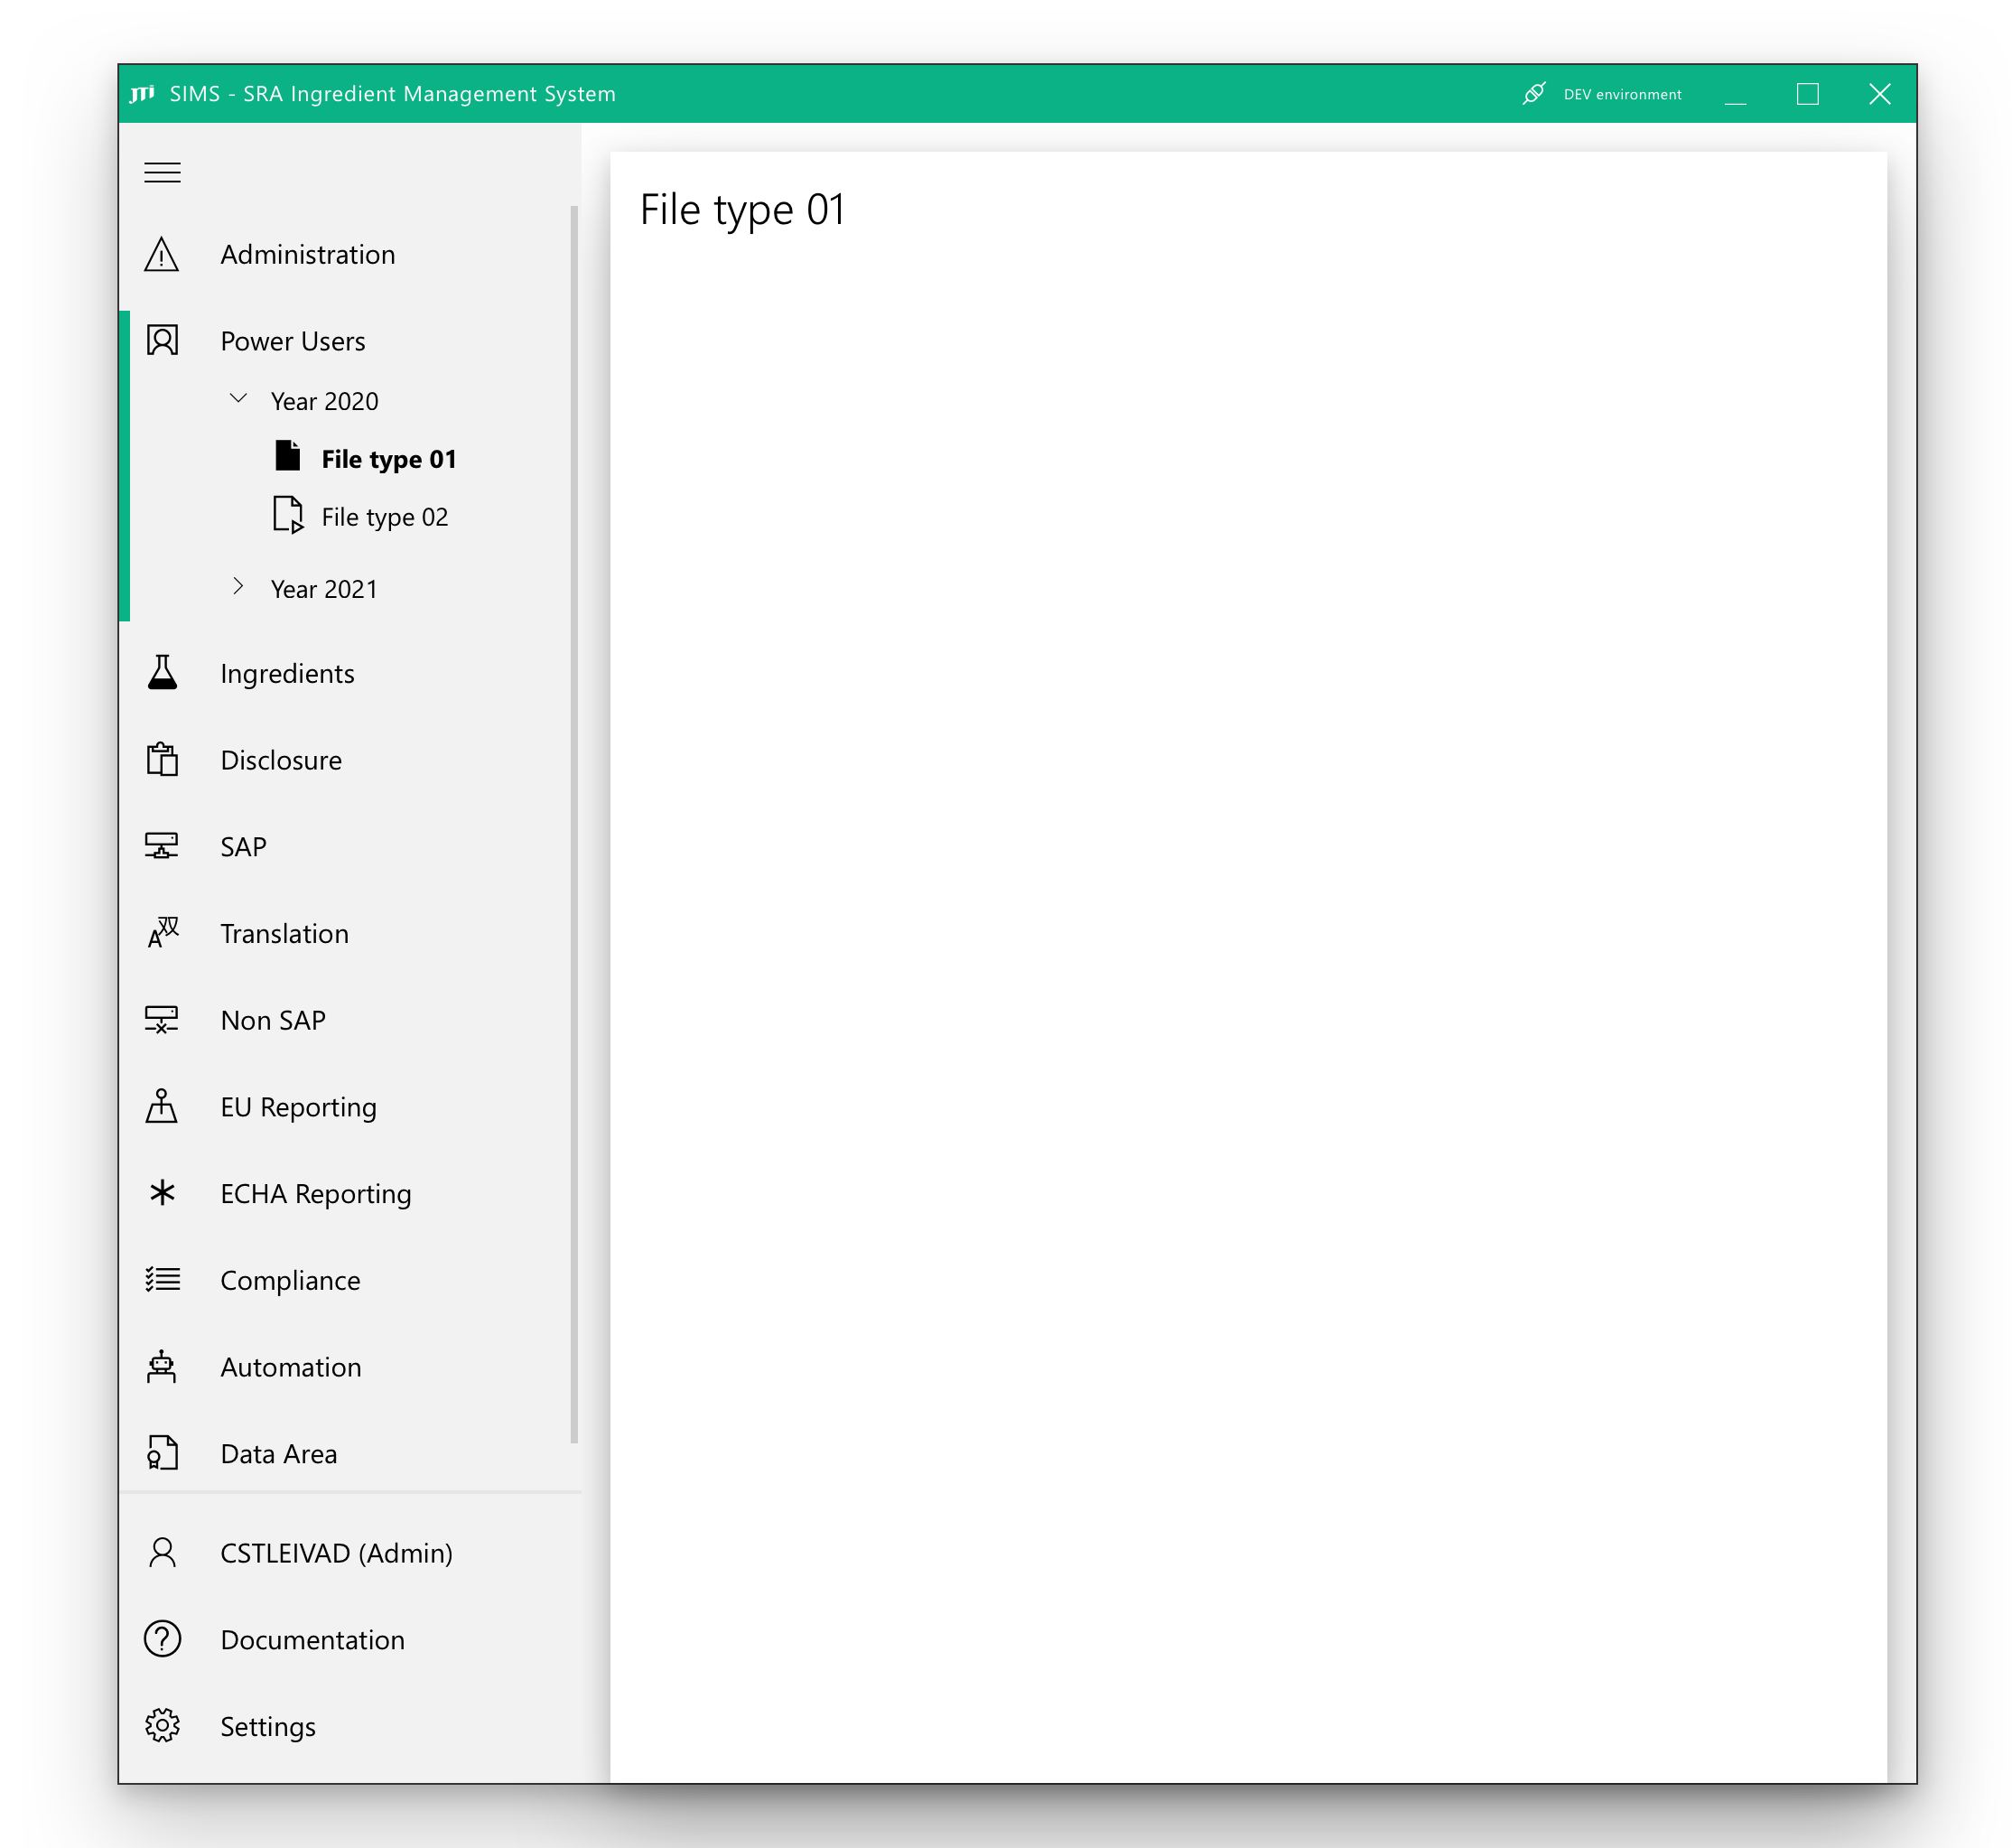 JTi SIMS - SRA Ingredient Management System
DEV environment
Administration
Power Users
Year 2020
File type 01
File type 02
Year 2021
Ingredients
Disclosure
SAP
Translation
Non SAP
EU Reporting
ECHA Reporting
Compliance
Automation
Data Area
CSTLEIVAD (Admin)
Documentation
Settings
File type 01